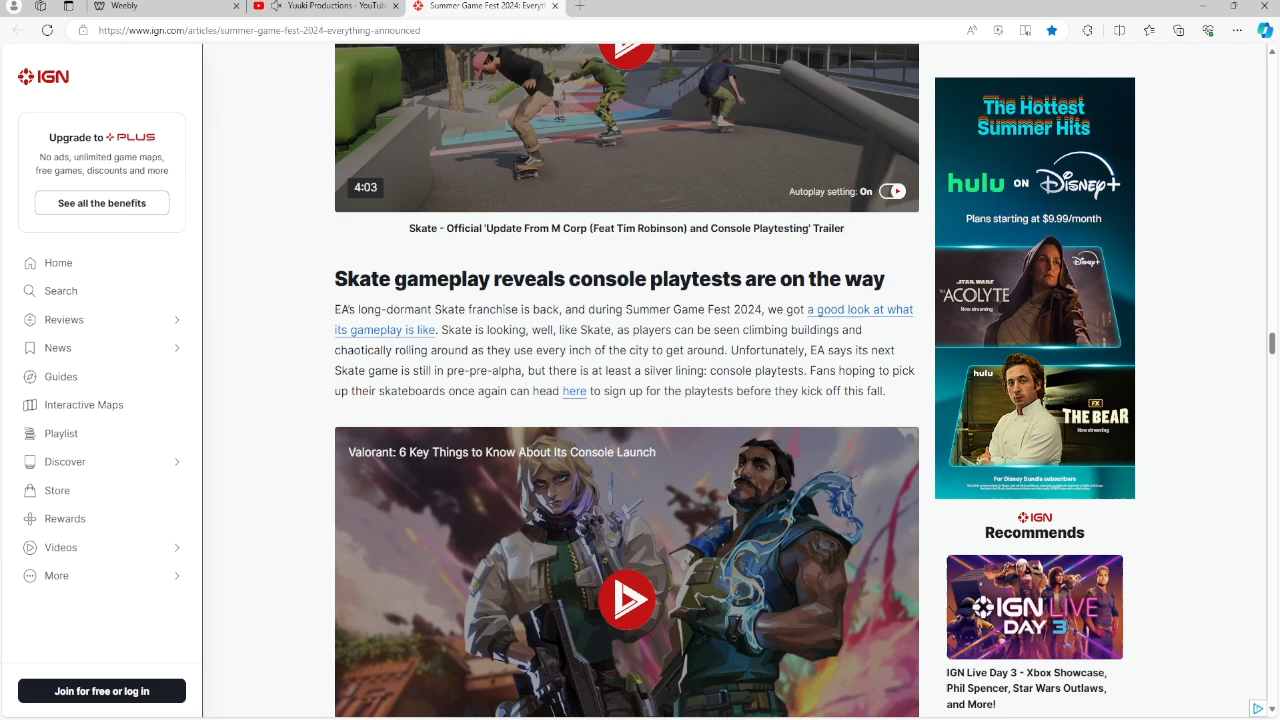 Weebly
Yuuki Productions - YouTub
Summer Game Fest 2024: Everyt
https://www.ign.com/articles/summer-game-fest-2024-everything-announced
IGN
Upgrade to PLUS
No ads, unlimited game maps,
free games, discounts and more
See all the benefits
Home
Search
Reviews
News
Guides
Interactive Maps
Playlist
Discover
Store
Rewards
Videos
More
Join for free or log in
4:03
Autoplay setting: On
Skate - Official 'Update From M Corp (Feat Tim Robinson) and Console Playtesting' Trailer
Skate gameplay reveals console playtests are on the way
EA's long-dormant Skate franchise is back, and during Summer Game Fest 2024, we got a good look at what
its gameplay is like. Skate is looking, well, like Skate, as players can be seen climbing buildings and
chaotically rolling around as they use every inch of the city to get around. Unfortunately, EA says its next
Skate game is still in pre-pre-alpha, but there is at least a silver lining: console playtests. Fans hoping to pick
up their skateboards once again can head here to sign up for the playtests before they kick off this fall.
Valorant: 6 Key Things to Know About Its Console Launch
The Hottest
Summer Hits
hulu ON Disney+
Plans starting at $9.99/month
Disney+
STAR WARS
THE ACOLYTE
Now streaming
hulu
FX
THE BEAR
Now streaming
For Disney Bundle subscribers
IGN
Recommends
IGN LIVE
DAY 3
IGN Live Day 3 - Xbox Showcase,
Phil Spencer, Star Wars Outlaws,
and More!